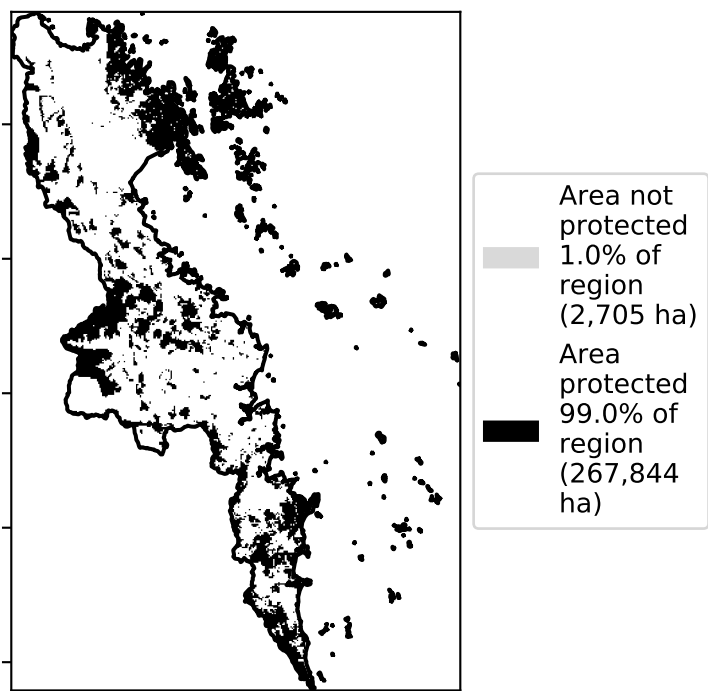 Area not
protected
1.0% of
region
(2,705 ha)
Area
protected
99.0% of
region
(267,844
ha)